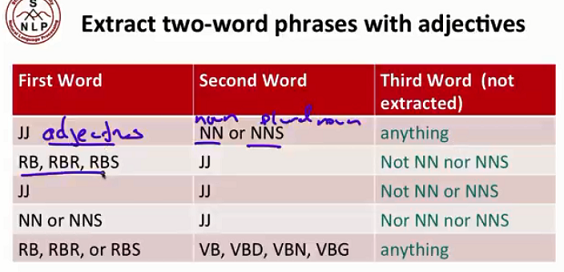 S
NLP
Extract two-word phrases with adjectives
First Word Second Word Third Word (not extracted)
noun plural noun
JJ adjectives NN or NNS anything
RB, RBR, RBS JJ Not NN nor NNS
JJ JJ Not NN or NNS
NN or NNS JJ Nor NN nor NNS
RB, RBR, or RBS VB, VBD, VBN, VBG anything